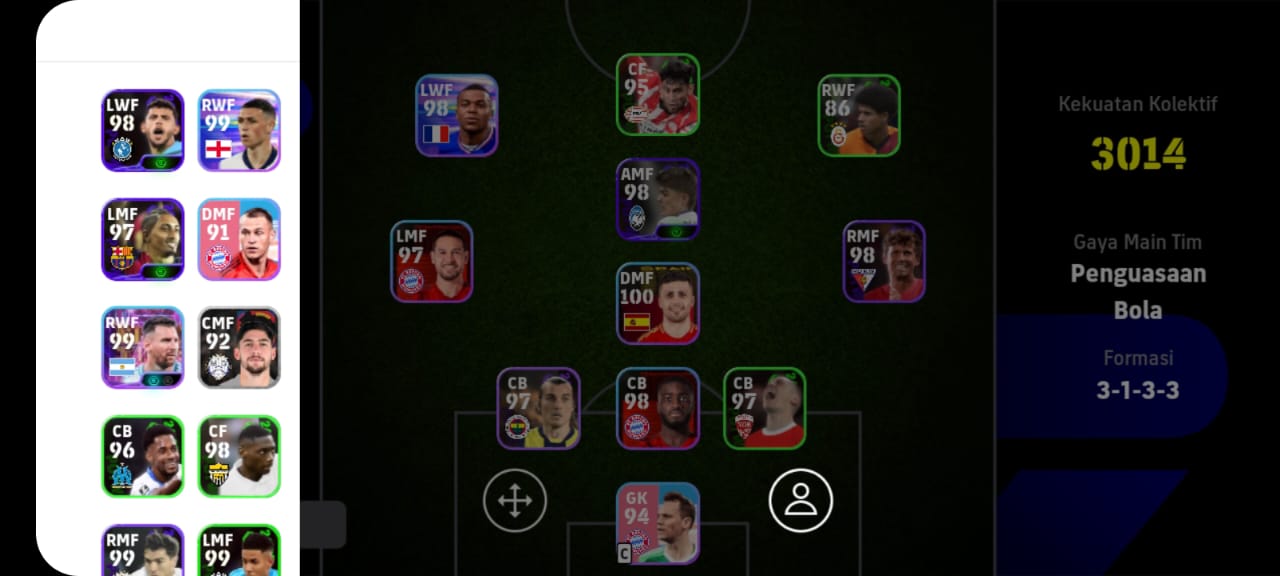 LWF
98
RWF
99
LMF
97
DMF
91
RWF
99
CMF
92
CB
96
CF
98
RMF
99
LMF
99
LWF
98
CF
95
RWF
86
AMF
98
LMF
97
RMF
98
DMF
100
CB
97
CB
98
CB
97
GK
94
C
Kekuatan Kolektif
3014
Gaya Main Tim
Penguasaan
Bola
Formasi
3-1-3-3